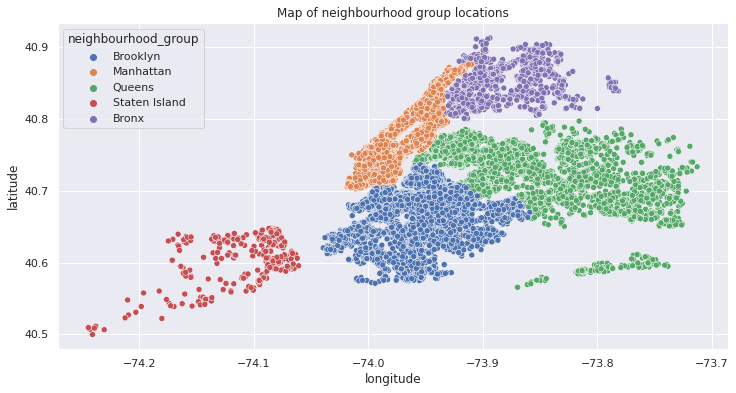 Map of neighbourhood group locations
neighbourhood_group
Brooklyn
Manhattan
Queens
Staten Island
Bronx
latitude
40.9
40.8
40.7
40.6
40.5
−74.2 −74.1 −74.0 −73.9 −73.8 −73.7
longitude